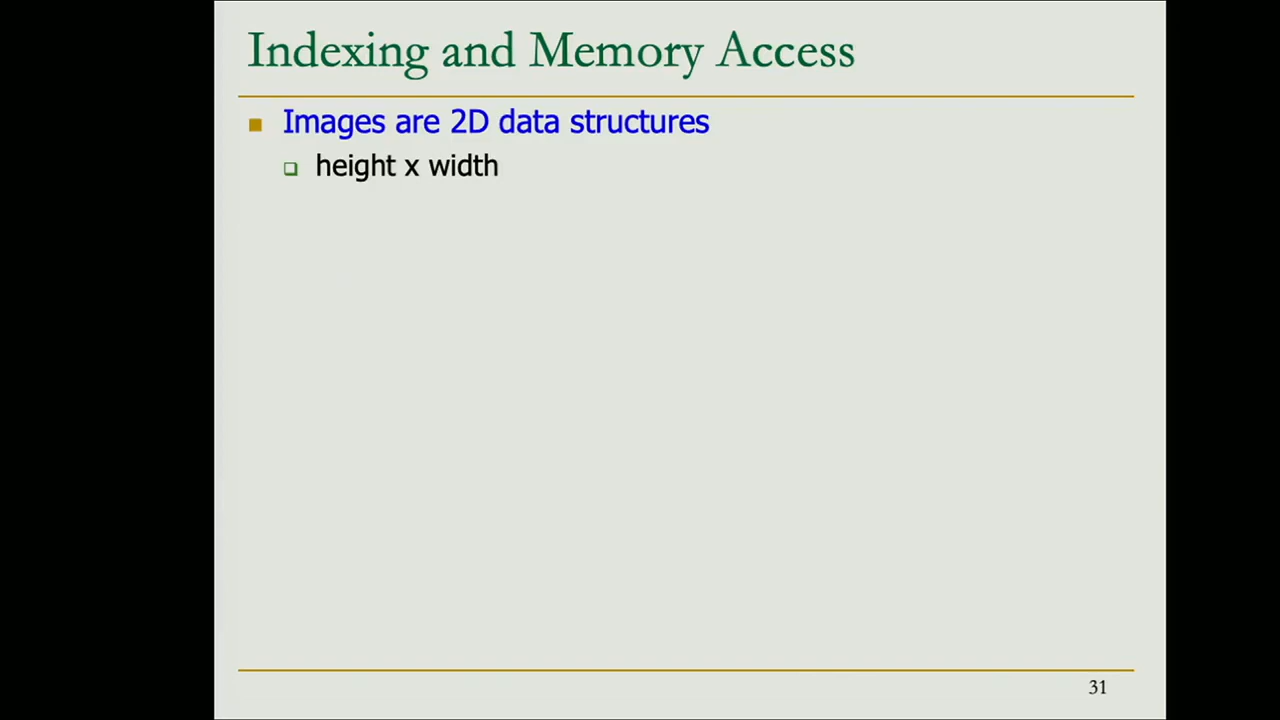 Indexing and Memory Access
Images are 2D data structures
height x width
31